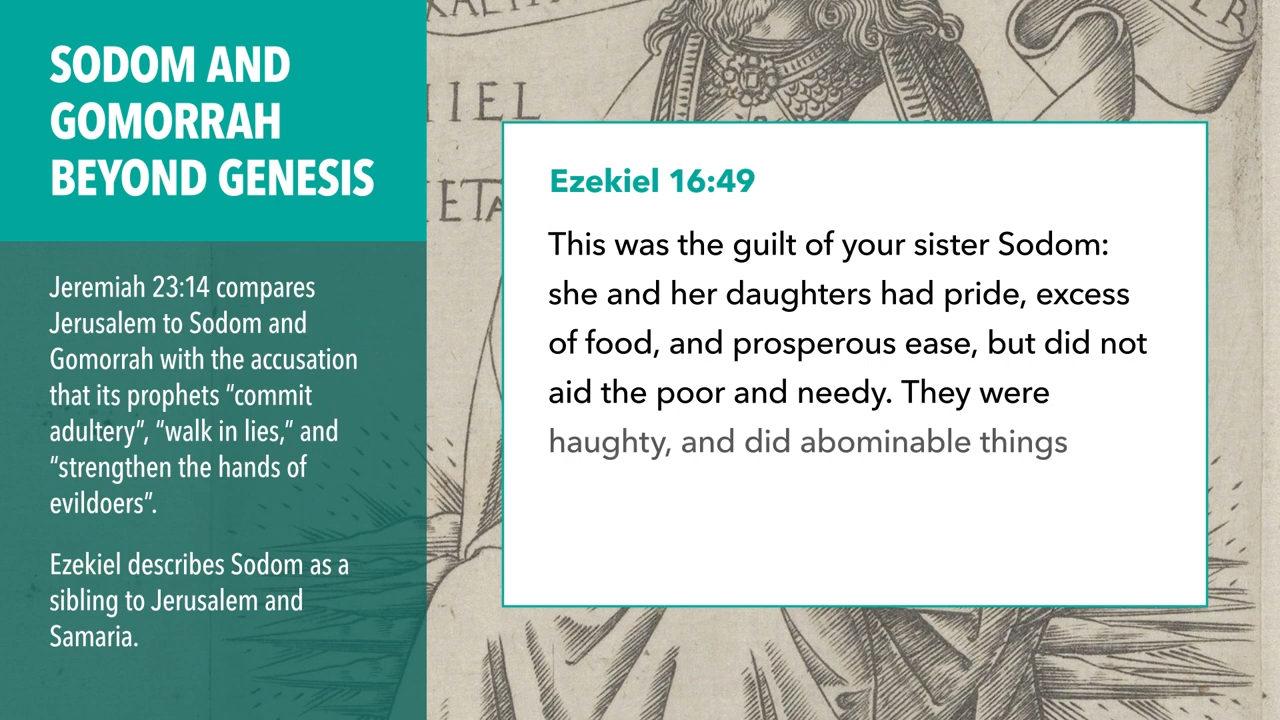 SODOM AND
GOMORRAH
BEYOND GENESIS
Jeremiah 23:14 compares
Jerusalem to Sodom and
Gomorrah with the accusation
that its prophets “commit
adultery”, “walk in lies,” and
“strengthen the hands of
evildoers”.
Ezekiel describes Sodom as a
sibling to Jerusalem and
Samaria.
IEL
Ezekiel 16:49
This was the guilt of your sister Sodom:
she and her daughters had pride, excess
of food, and prosperous ease, but did not
aid the poor and needy. They were
haughty, and did abominable things